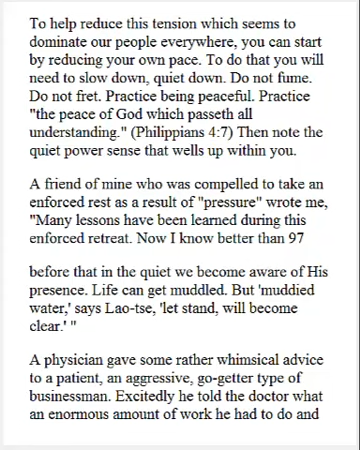 To help reduce this tension which seems to
dominate our people everywhere, you can start
by reducing your own pace. To do that you will
need to slow down, quiet down. Do not fume.
Do not fret. Practice being peaceful. Practice
"the peace of God which passeth all
understanding." (Philippians 4:7) Then note the
quiet power sense that wells up within you.
A friend of mine who was compelled to take an
enforced rest as a result of "pressure" wrote me,
"Many lessons have been learned during this
enforced retreat. Now I know better than 97
before that in the quiet we become aware of His
presence. Life can get muddled. But 'muddied
water,' says Lao-tse, 'let stand, will become
clear.' "
A physician gave some rather whimsical advice
to a patient, an aggressive, go-getter type of
businessman. Excitedly he told the doctor what
an enormous amount of work he had to do and